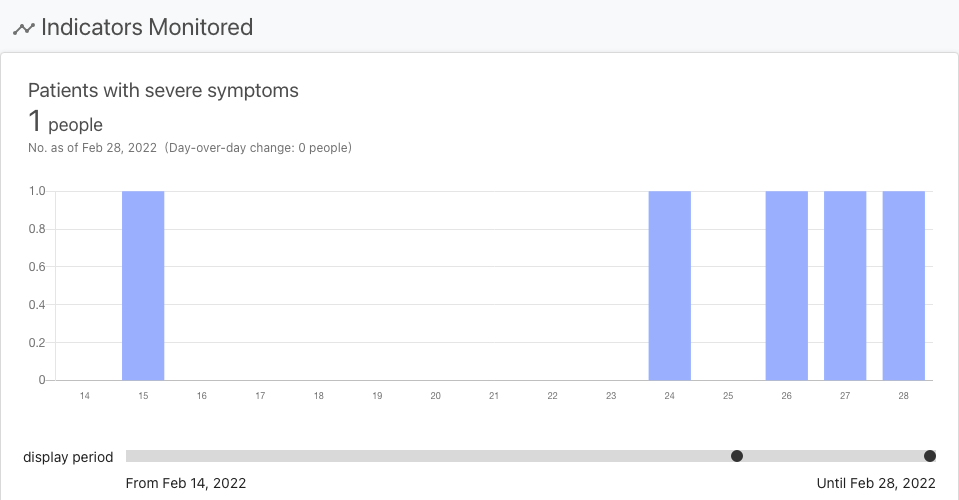 Indicators Monitored
Patients with severe symptoms
1 people
No. as of Feb 28, 2022 (Day-over-day change: 0 people)
1.0
0.8
0.6
0.4
0.2
0
14 15 16 17 18 19 20 21 22 23 24 25 26 27 28
display period
From Feb 14, 2022 Until Feb 28, 2022